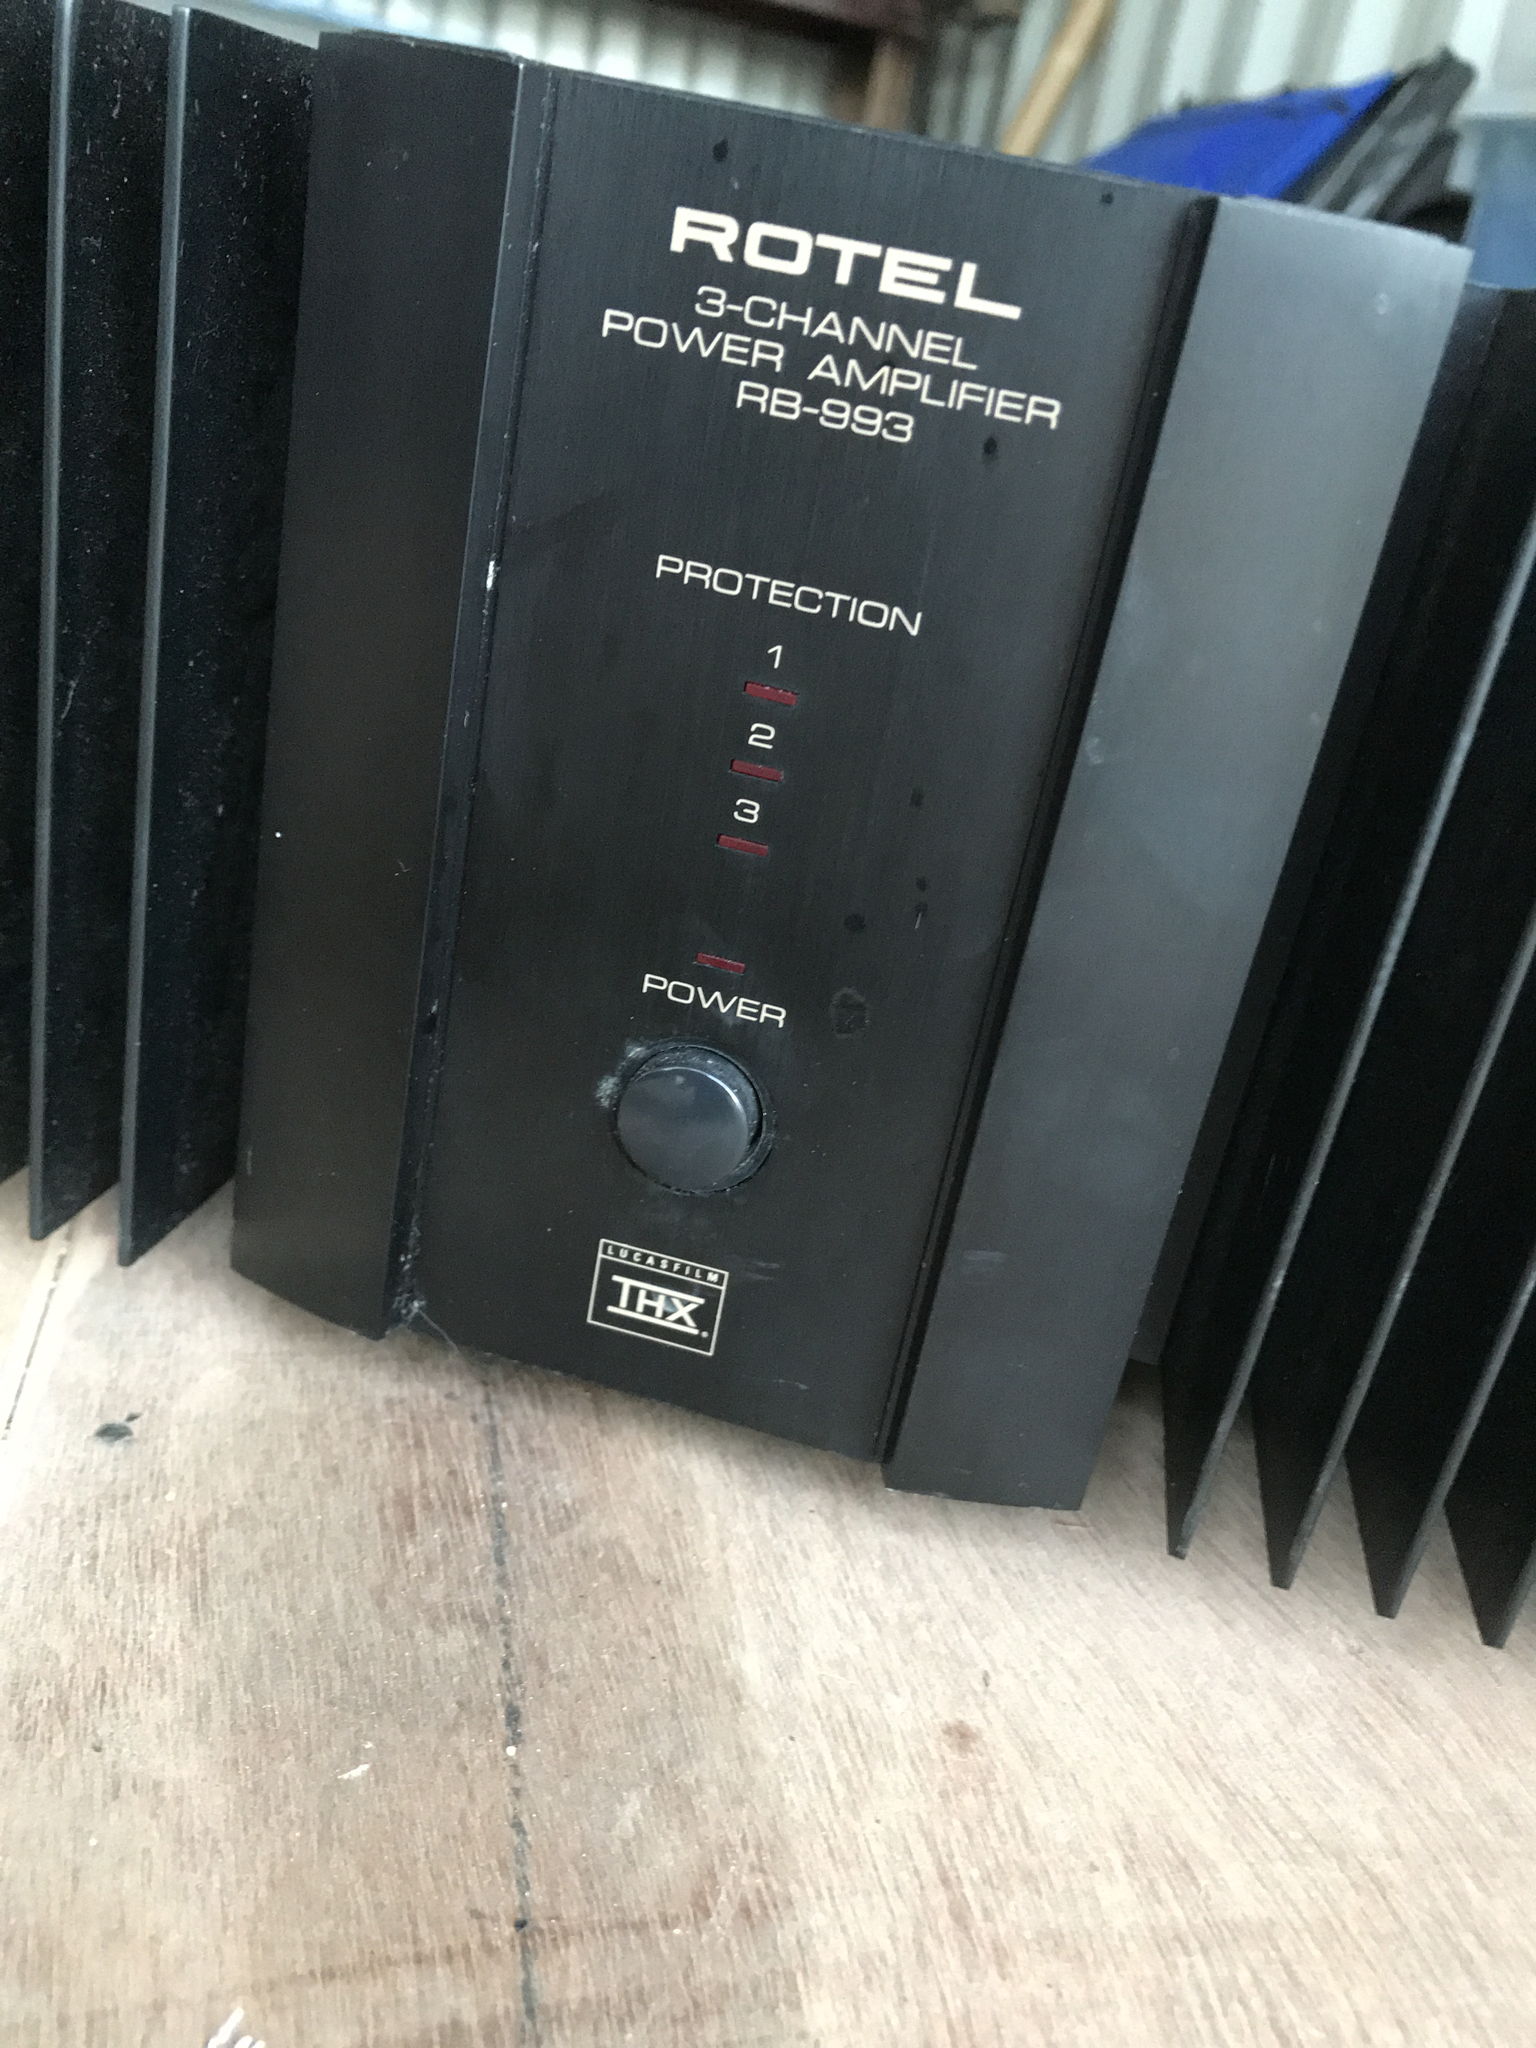 ROTEL
3-CHANNEL
POWER AMPLIFIER
RB-993
PROTECTION
1
2
3
POWER
LUCASFILM
THX